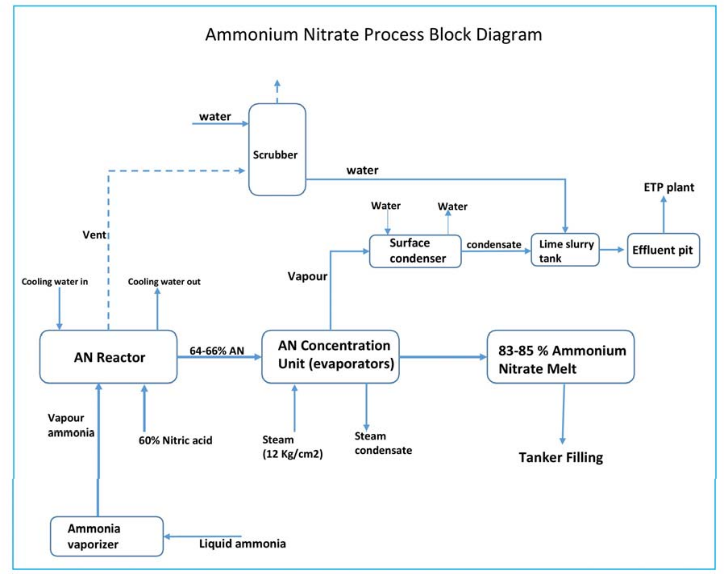 Ammonium Nitrate Process Block Diagram
water
Scrubber
water
ETP plant
Water
Water
Vent
Surface
condenser
condensate
Lime slurry
tank
Effluent pit
Vapour
Cooling water in
Cooling water out
AN Reactor
64-66% AN
AN Concentration
Unit (evaporators)
83-85 % Ammonium
Nitrate Melt
Vapour
ammonia
60% Nitric acid
Steam
(12 Kg/cm2)
Steam
condensate
Tanker Filling
Ammonia
vaporizer
Liquid ammonia